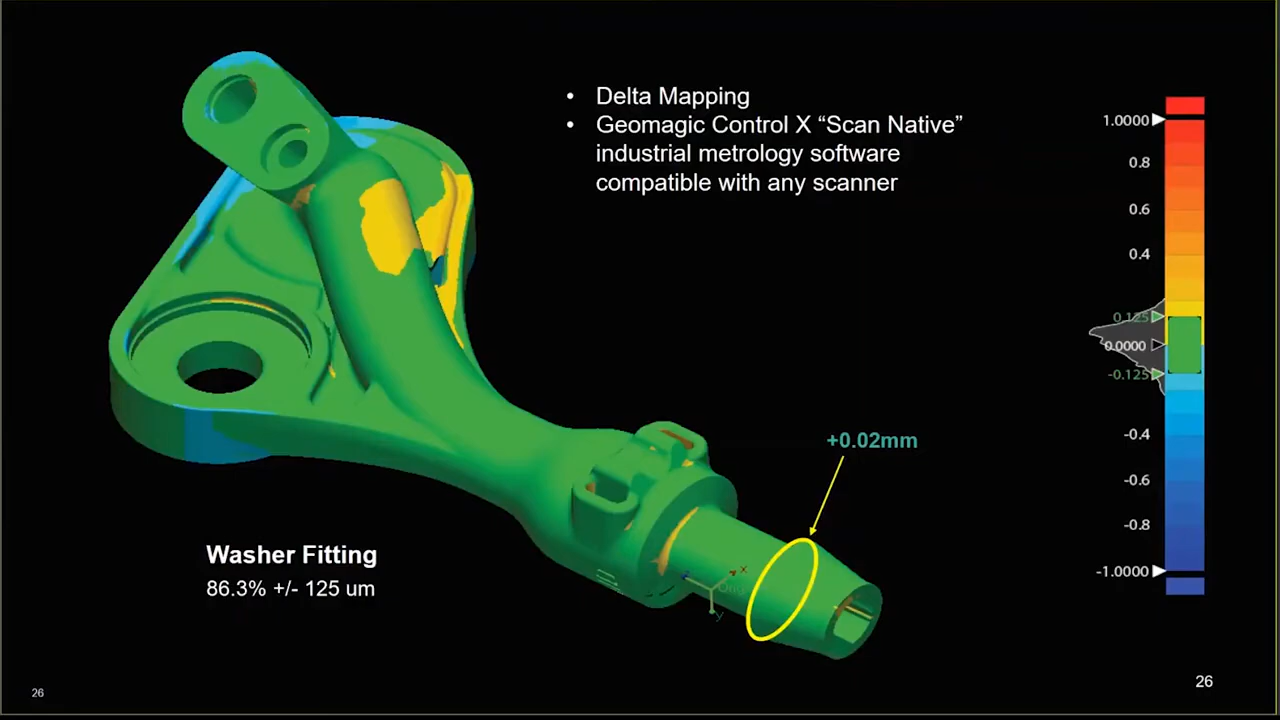 • Delta Mapping
• Geomagic Control X “Scan Native”
industrial metrology software
compatible with any scanner
1.0000
0.8
0.6
0.4
0.125
0.0000
-0.125
-0.4
-0.6
-0.8
-1.0000
+0.02mm
Washer Fitting
86.3% +/- 125 um
X
Y
26
26